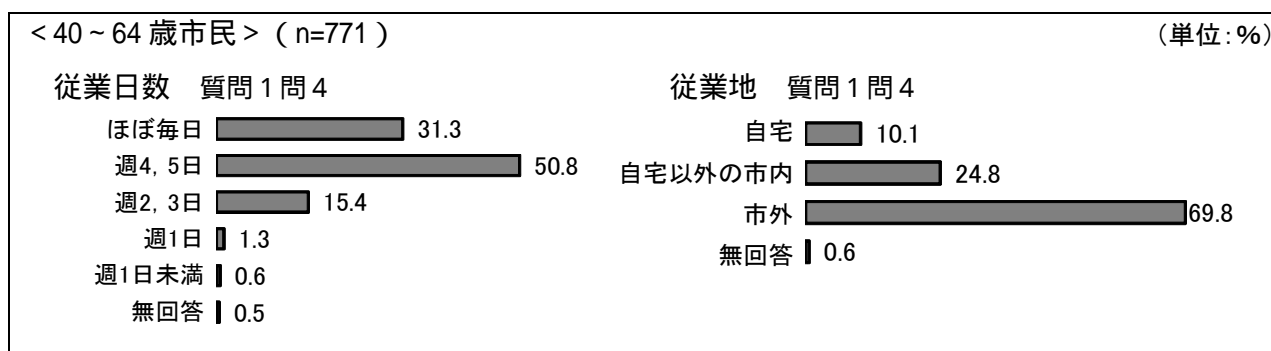 ＜40～64 歳市民＞（n=771）
（単位：％）
従業日数　質問１問４
ほぼ毎日 31.3
週4, 5日 50.8
週2, 3日 15.4
週1日 1.3
週1日未満 0.6
無回答 0.5
従業地　質問１問４
自宅 10.1
自宅以外の市内 24.8
市外 69.8
無回答 0.6